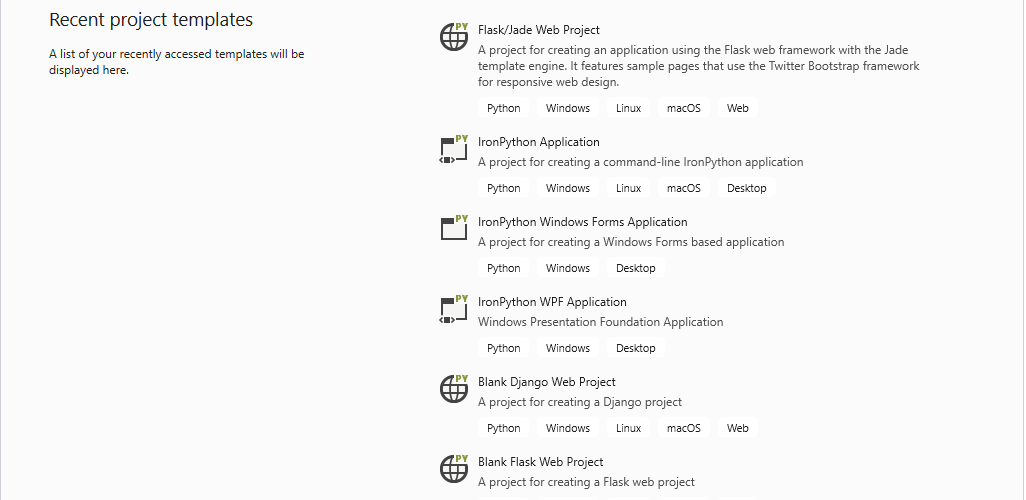 Recent project templates
A list of your recently accessed templates will be
displayed here.
PY
Flask/Jade Web Project
A project for creating an application using the Flask web framework with the Jade
template engine. It features sample pages that use the Twitter Bootstrap framework
for responsive web design.
Python Windows Linux macOS Web
PY
IronPython Application
A project for creating a command-line IronPython application
Python Windows Linux macOS Desktop
PY
IronPython Windows Forms Application
A project for creating a Windows Forms based application
Python Windows Desktop
PY
IronPython WPF Application
Windows Presentation Foundation Application
Python Windows Desktop
PY
Blank Django Web Project
A project for creating a Django project
Python Windows Linux macOS Web
PY
Blank Flask Web Project
A project for creating a Flask web project